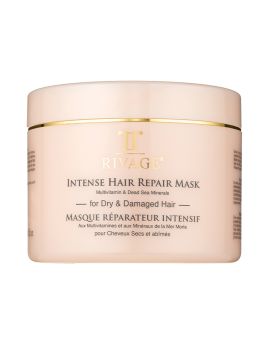 RIVAGE
INTENSE HAIR REPAIR MASK
Multivitamin & Dead Sea Minerals
for Dry & Damaged Hair
MASQUE RÉPARATEUR INTENSIF
Aux Multivitamines et aux Minéraux de la Mer Morte
pour Cheveux Secs et abîmés